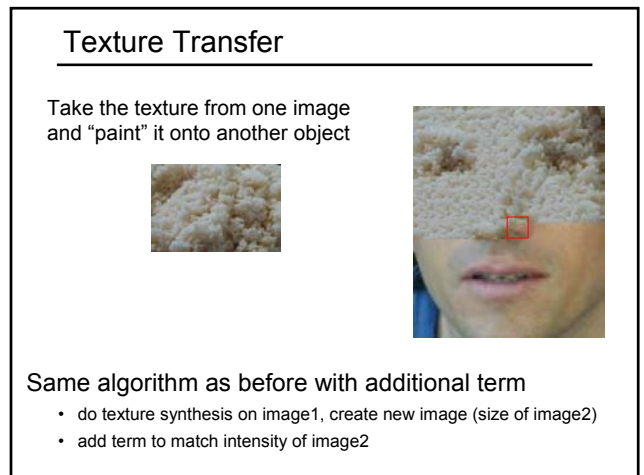 Texture Transfer
Take the texture from one image
and “paint” it onto another object
Same algorithm as before with additional term
• do texture synthesis on image1, create new image (size of image2)
• add term to match intensity of image2